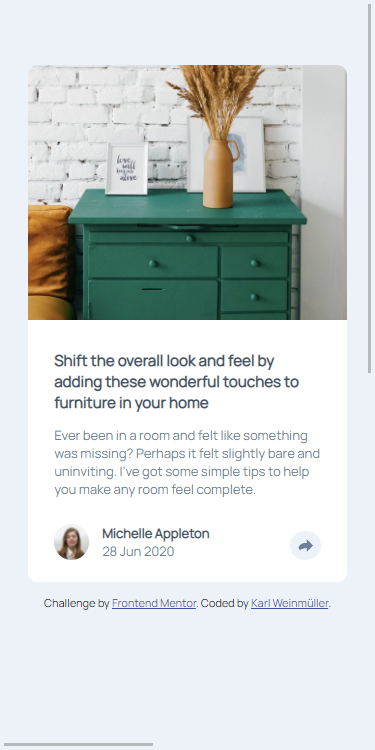 love
will
keep us
alive
Shift the overall look and feel by
adding these wonderful touches to
furniture in your home
Ever been in a room and felt like something
was missing? Perhaps it felt slightly bare and
uninviting. I've got some simple tips to help
you make any room feel complete.
Michelle Appleton
28 Jun 2020
Challenge by Frontend Mentor. Coded by Karl Weinmüller.